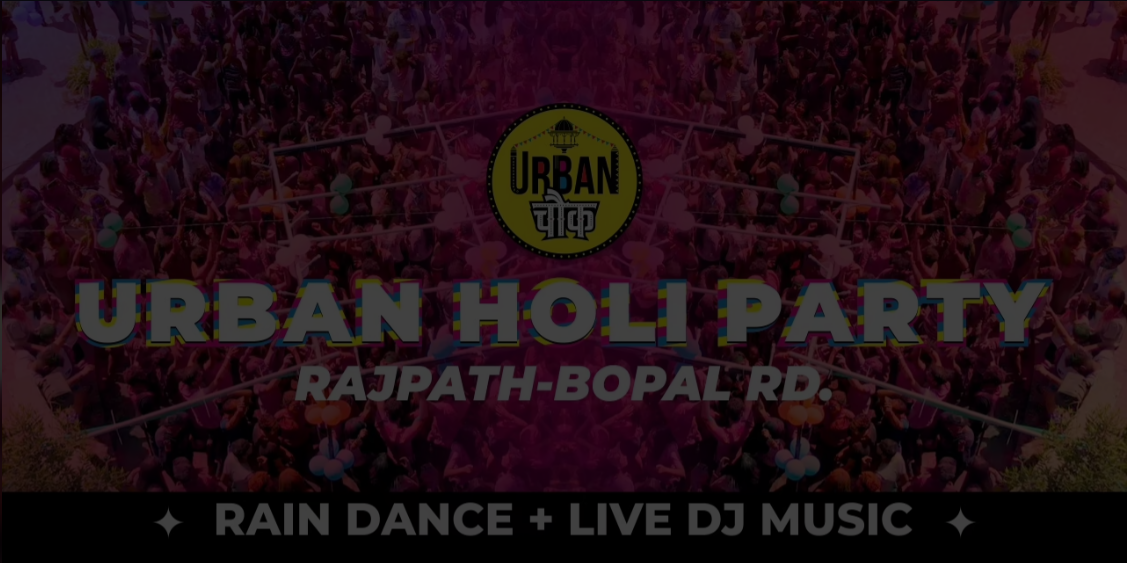 URBAN
चौक
URBAN HOLI PARTY
RAJPATH-BOPAL RD.
RAIN DANCE + LIVE DJ MUSIC